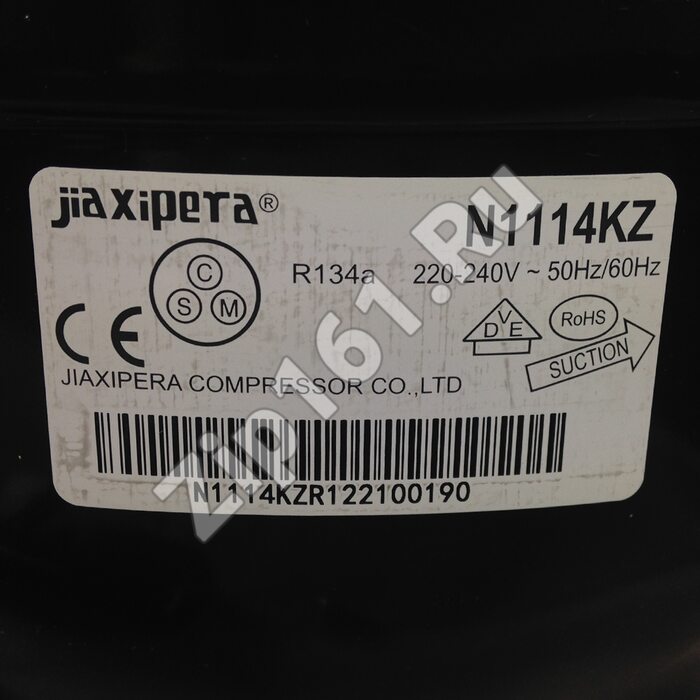 jiaxipera®
N1114KZ
C
S M
R134a 220-240V ~ 50Hz/60Hz
CE
V
D E
RoHS
SUCTION
JIAXIPERA COMPRESSOR CO.,LTD
N1114KZR122100190
Zip161.Ru